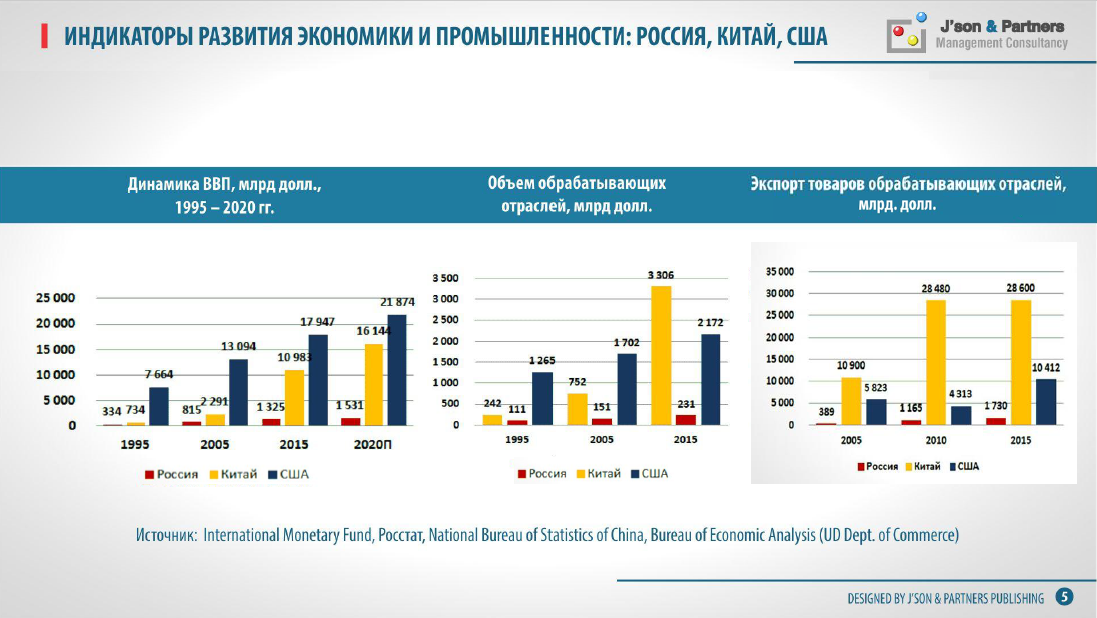 ИНДИКАТОРЫ РАЗВИТИЯ ЭКОНОМИКИ И ПРОМЫШЛЕННОСТИ: РОССИЯ, КИТАЙ, США
J'son & Partners
Management Consultancy
Динамика ВВП, млрд долл.,
1995 – 2020 гг.
Объем обрабатывающих
отраслей, млрд долл.
Экспорт товаров обрабатывающих отраслей,
млрд. долл.
25 000
20 000
15 000
10 000
5 000
0
334 734 7 664
815 2 291 13 094
1 325 10 983 17 947
1 531 16 144 21 874
1995 2005 2015 2020П
Россия Китай США
3 500
3 000
2 500
2 000
1 500
1 000
500
0
242 111 1 265
752 151 1 702
3 306 231 2 172
1995 2005 2015
Россия Китай США
35 000
30 000
25 000
20 000
15 000
10 000
5 000
0
389 10 900 5 823
1 165 28 480 4 313
1 730 28 600 10 412
2005 2010 2015
Россия Китай США
Источник: International Monetary Fund, Росстат, National Bureau of Statistics of China, Bureau of Economic Analysis (UD Dept. of Commerce)
DESIGNED BY J'SON & PARTNERS PUBLISHING 5